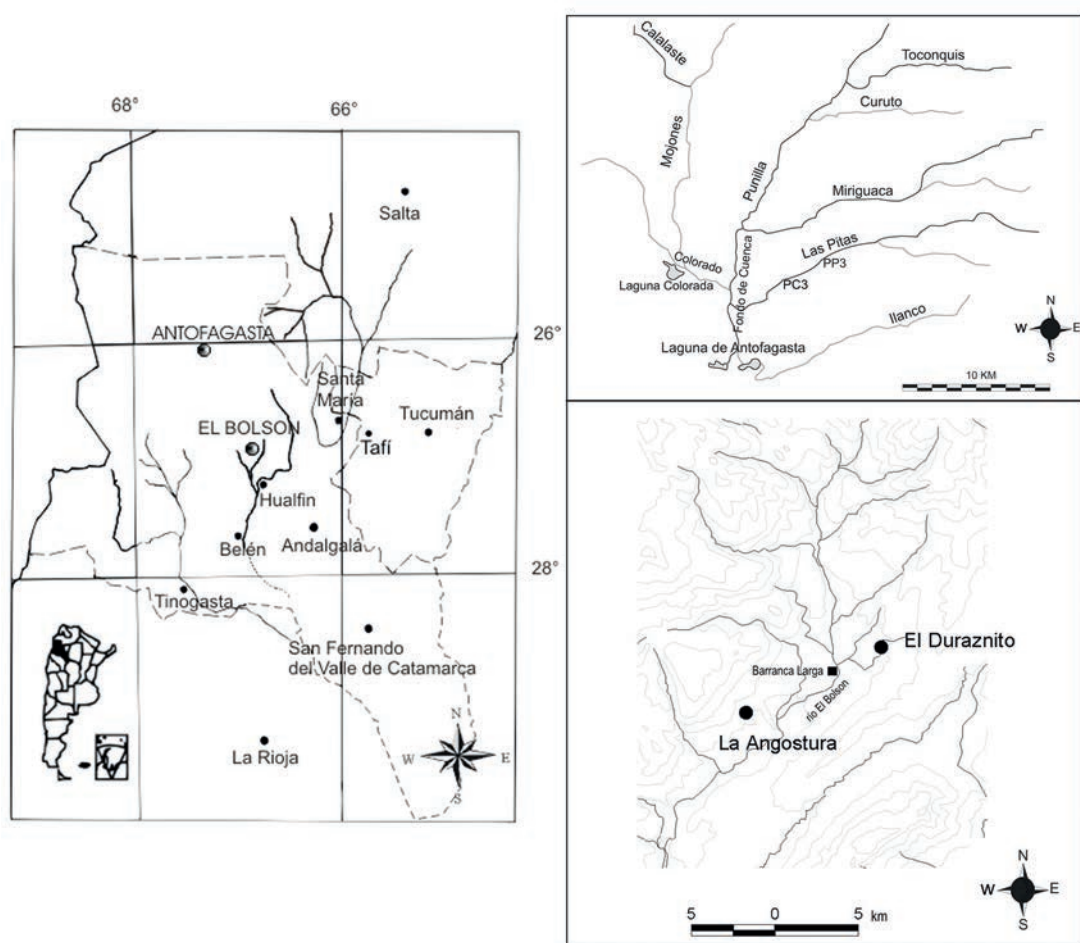 68°
66°
Salta
ANTOFAGASTA
26°
Santa
María
EL BOLSON
Tucumán
Tafí
Hualfin
Belén
Andalgalá
28°
Tinogasta
San Fernando
del Valle de Catamarca
La Rioja
N
W
E
S
Calalaste
Toconquis
Curuto
Mojones
Punilla
Miriguaca
Las Pitas
Colorado
PP3
Fondo de Cuenca
PC3
Laguna Colorada
Ilanco
Laguna de Antofagasta
N
W
E
S
10 KM
El Duraznito
Barranca Larga
río El Bolson
La Angostura
N
W
E
S
5 0 5 km